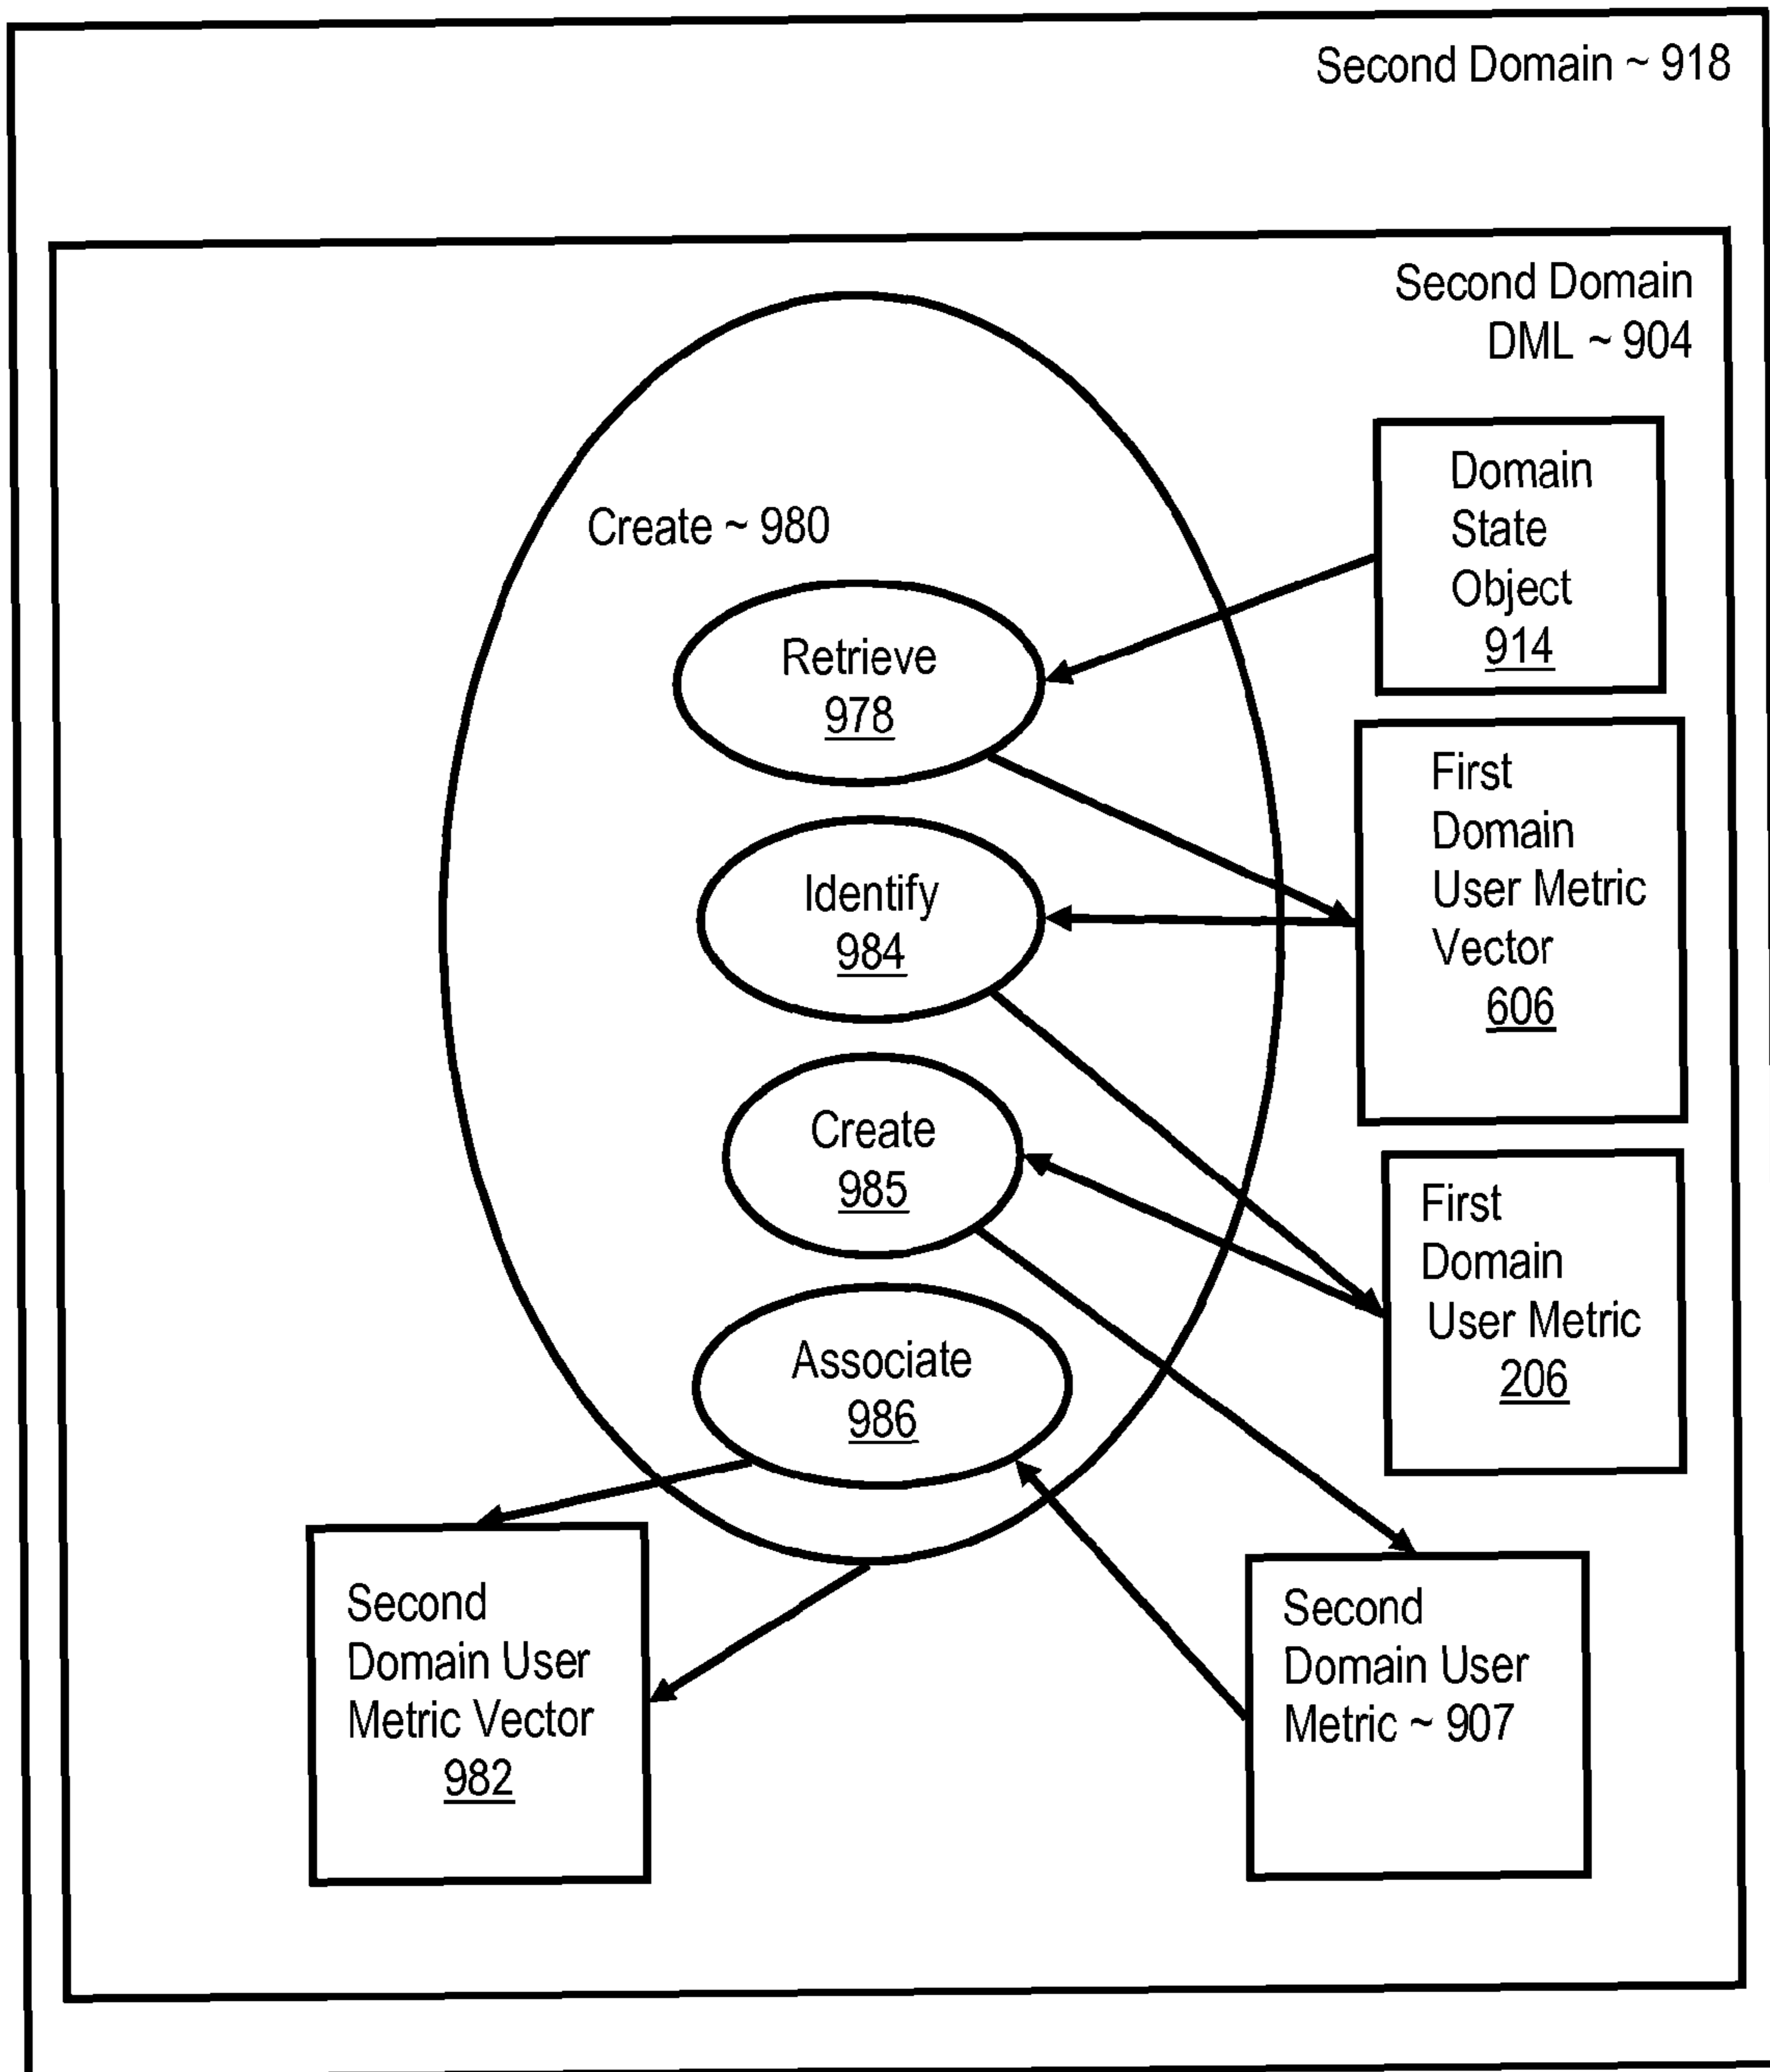 Second Domain ~ 918
Second Domain
DML ~ 904
Create ~ 980
Domain
State
Object
914
Retrieve
978
First
Domain
User Metric
Vector
606
Identify
984
Create
985
First
Domain
User Metric
206
Associate
986
Second
Domain User
Metric Vector
982
Second
Domain User
Metric ~ 907